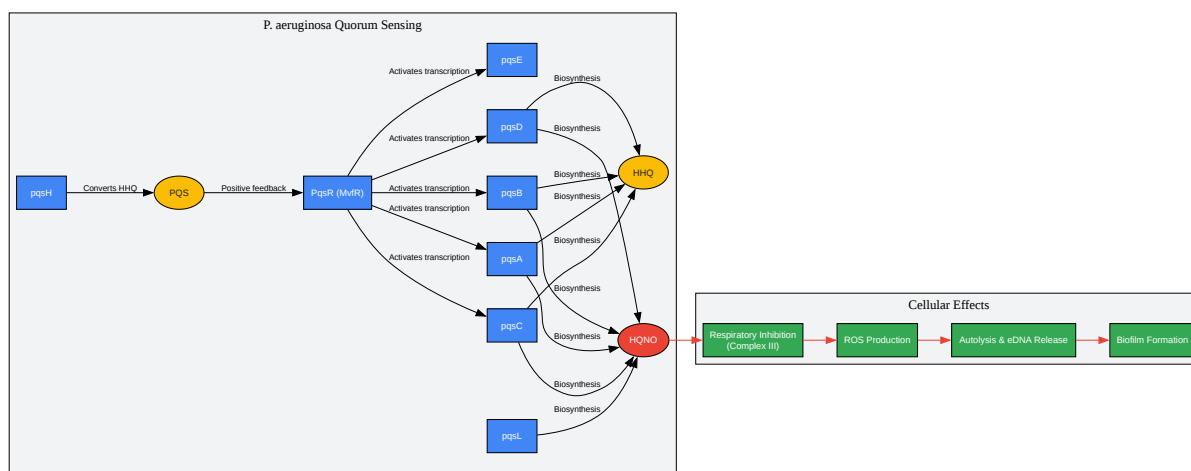 P. aeruginosa Quorum Sensing
pqsE
Activates transcription
Biosynthesis
pqsD
Activates transcription
Biosynthesis
HHQ
Biosynthesis
pqsH
Converts HHQ
PQS
Positive feedback
PqsR (MvfR)
Activates transcription
pqsB
Biosynthesis
Activates transcription
pqsA
Biosynthesis
Activates transcription
Biosynthesis
pqsC
Biosynthesis
HQNO
Biosynthesis
Biosynthesis
pqsL
Cellular Effects
Respiratory Inhibition
(Complex III)
ROS Production
Autolysis & eDNA Release
Biofilm Formation